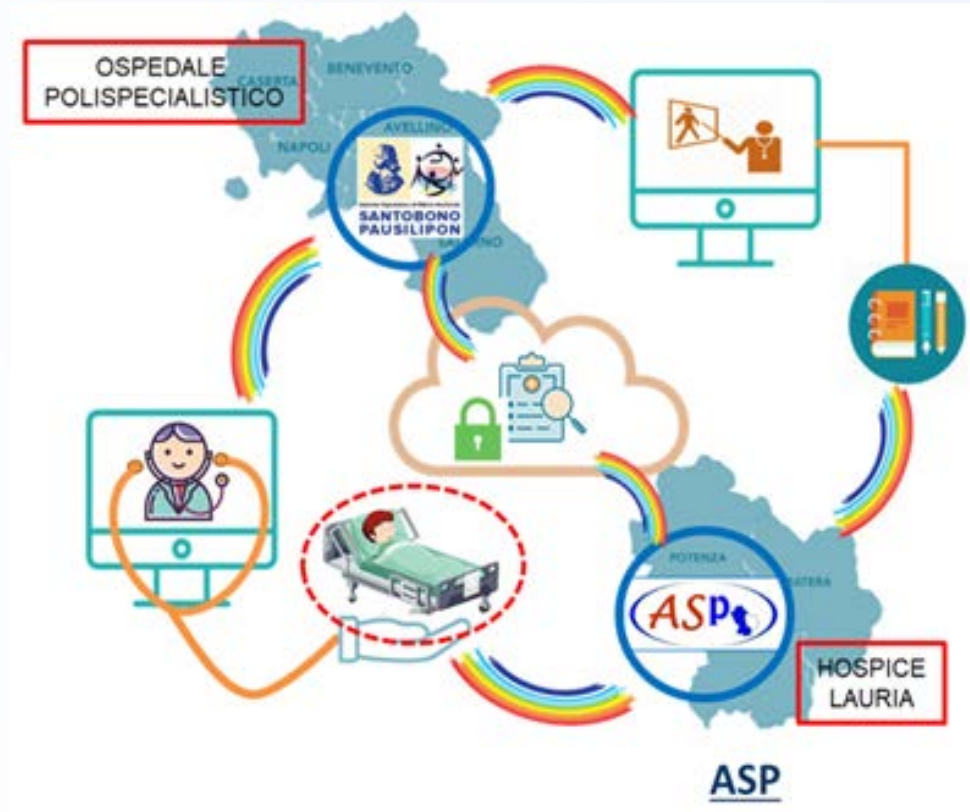 OSPEDALE
POLISPECIALISTICO
CASERTA
BENEVENTO
AVELLINO
NAPOLI
SANTOBONO
PAUSILIPON
SALERNO
POTENZA
MATERA
ASP
HOSPICE
LAURIA
ASP